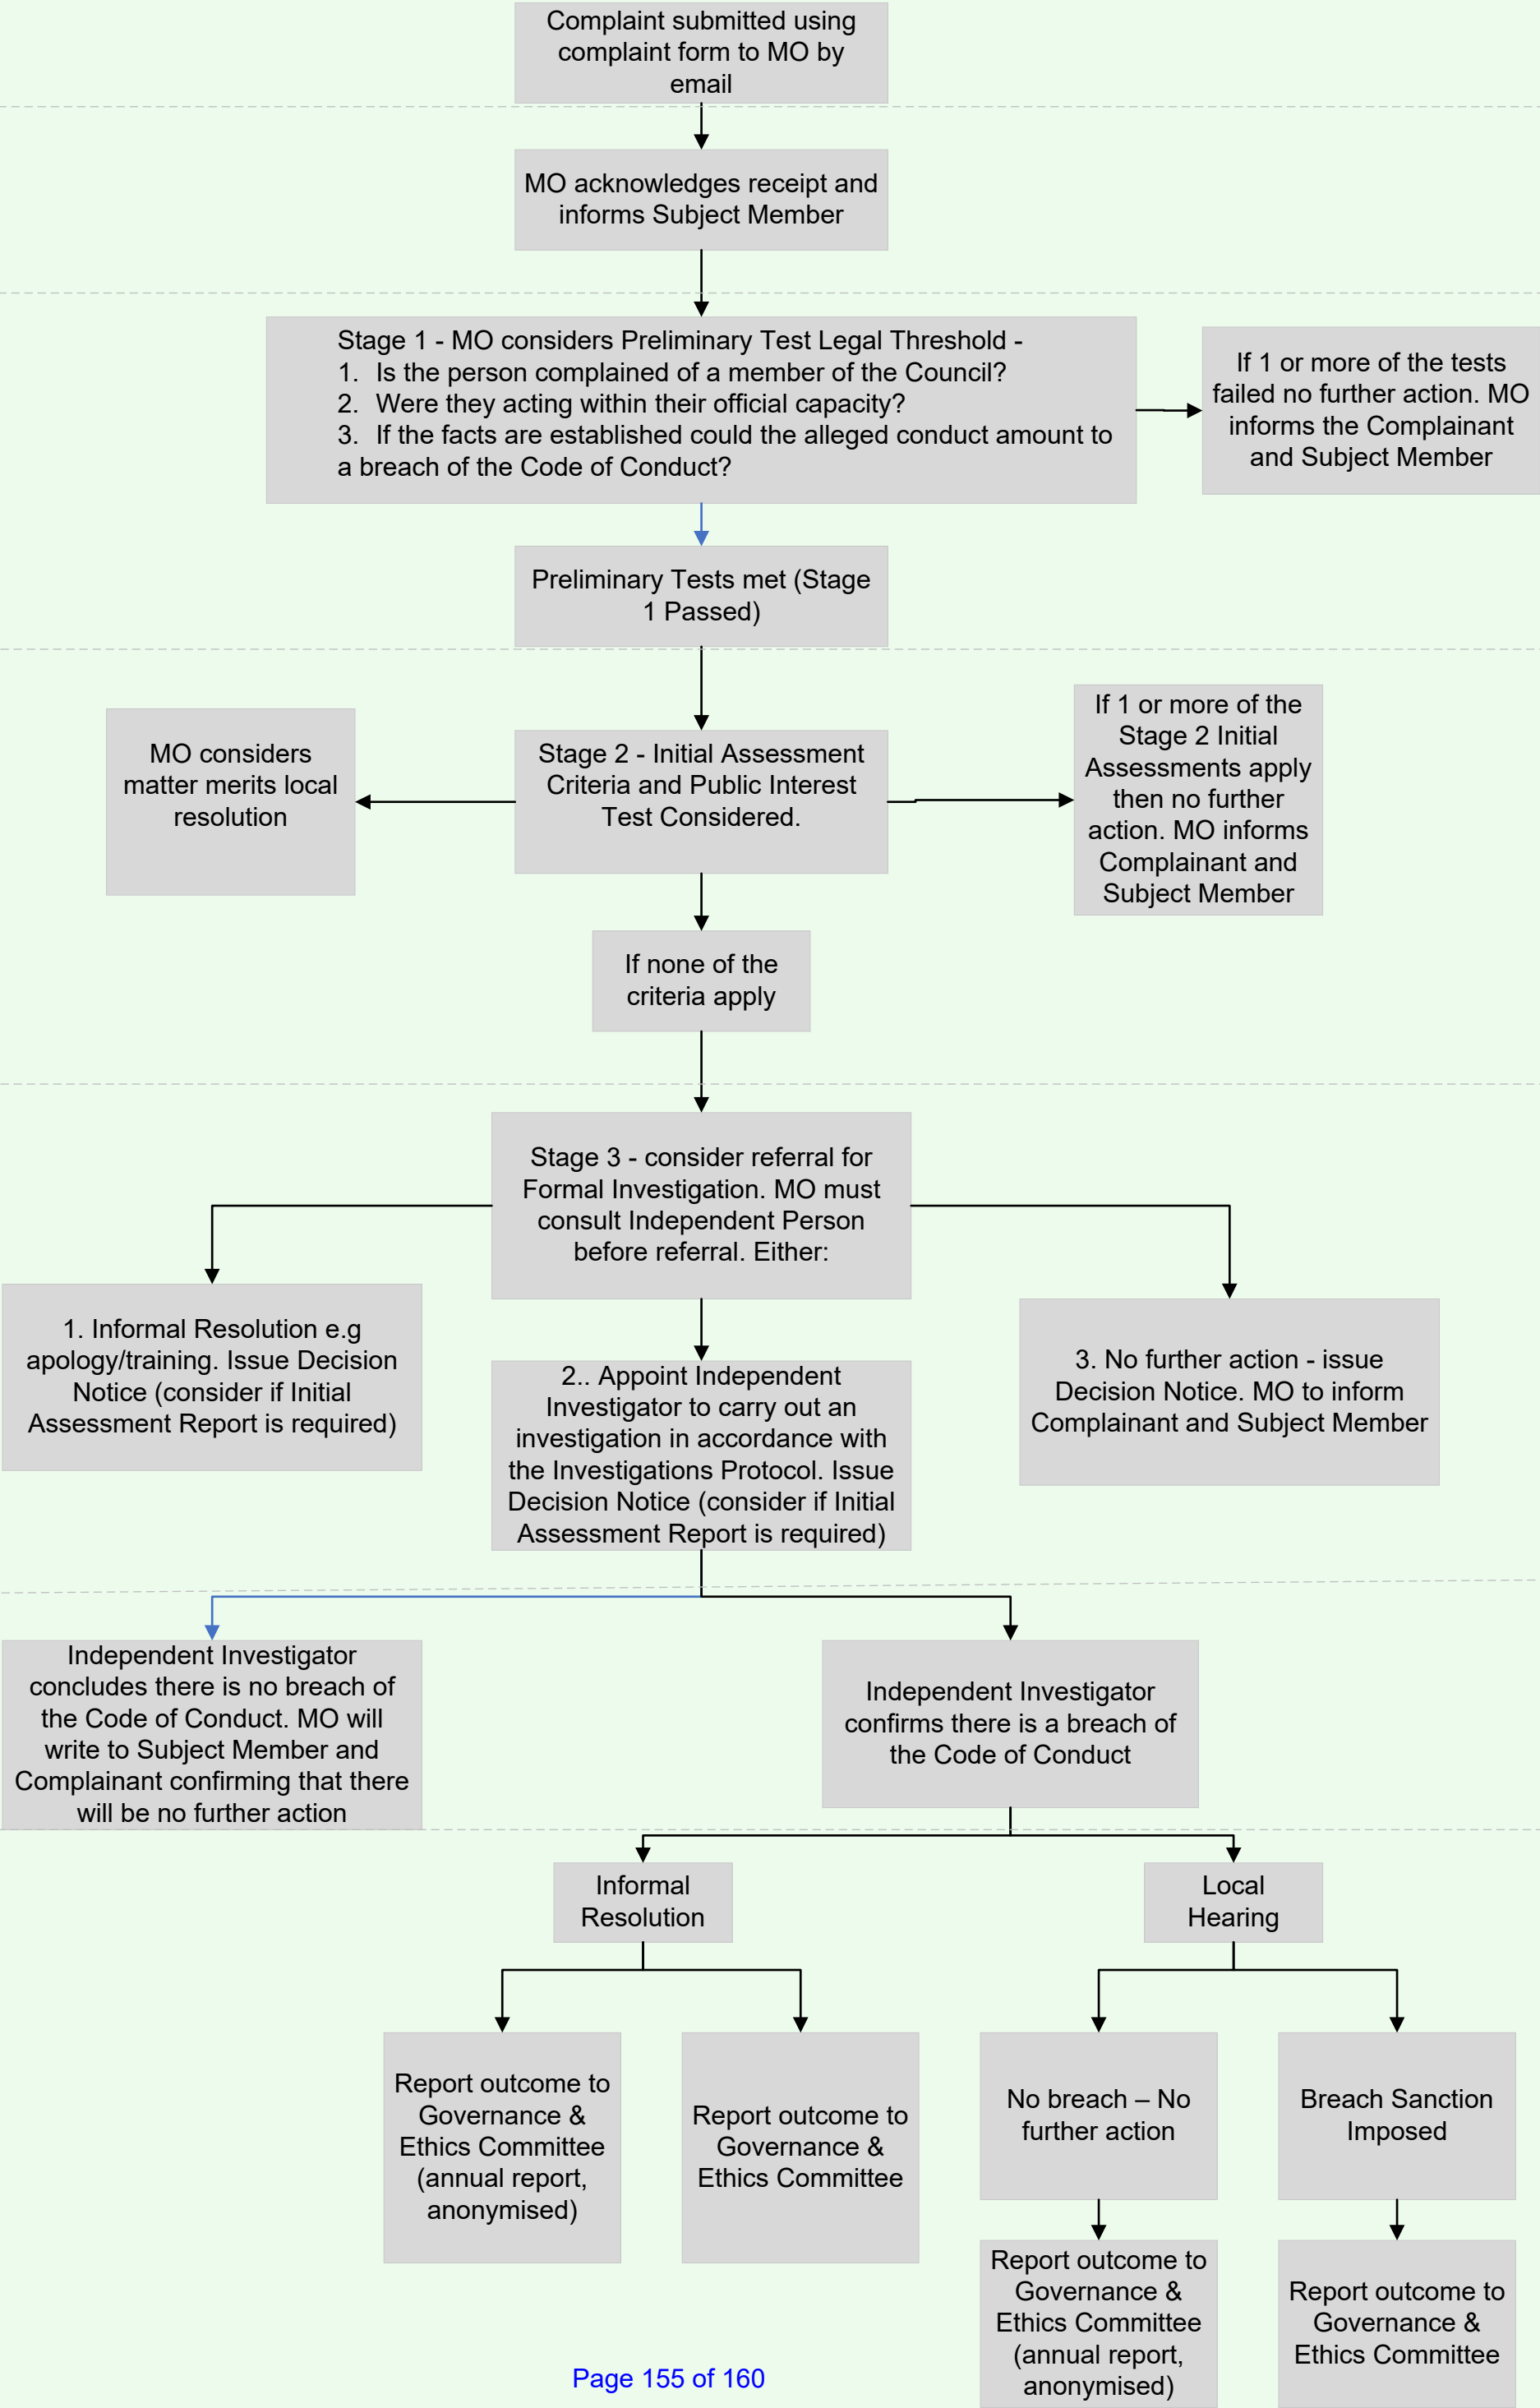 Complaint submitted using
complaint form to MO by
email
MO acknowledges receipt and
informs Subject Member
Stage 1 - MO considers Preliminary Test Legal Threshold -
1. Is the person complained of a member of the Council?
2. Were they acting within their official capacity?
3. If the facts are established could the alleged conduct amount to
a breach of the Code of Conduct?
If 1 or more of the tests
failed no further action. MO
informs the Complainant
and Subject Member
Preliminary Tests met (Stage
1 Passed)
MO considers
matter merits local
resolution
Stage 2 - Initial Assessment
Criteria and Public Interest
Test Considered.
If 1 or more of the
Stage 2 Initial
Assessments apply
then no further
action. MO informs
Complainant and
Subject Member
If none of the
criteria apply
Stage 3 - consider referral for
Formal Investigation. MO must
consult Independent Person
before referral. Either:
1. Informal Resolution e.g
apology/training. Issue Decision
Notice (consider if Initial
Assessment Report is required)
2.. Appoint Independent
Investigator to carry out an
investigation in accordance with
the Investigations Protocol. Issue
Decision Notice (consider if Initial
Assessment Report is required)
3. No further action - issue
Decision Notice. MO to inform
Complainant and Subject Member
Independent Investigator
concludes there is no breach of
the Code of Conduct. MO will
write to Subject Member and
Complainant confirming that there
will be no further action
Independent Investigator
confirms there is a breach of
the Code of Conduct
Informal
Resolution
Local
Hearing
Report outcome to
Governance &
Ethics Committee
(annual report,
anonymised)
Report outcome to
Governance &
Ethics Committee
No breach – No
further action
Breach Sanction
Imposed
Report outcome to
Governance &
Ethics Committee
(annual report,
anonymised)
Report outcome to
Governance &
Ethics Committee
Page 155 of 160